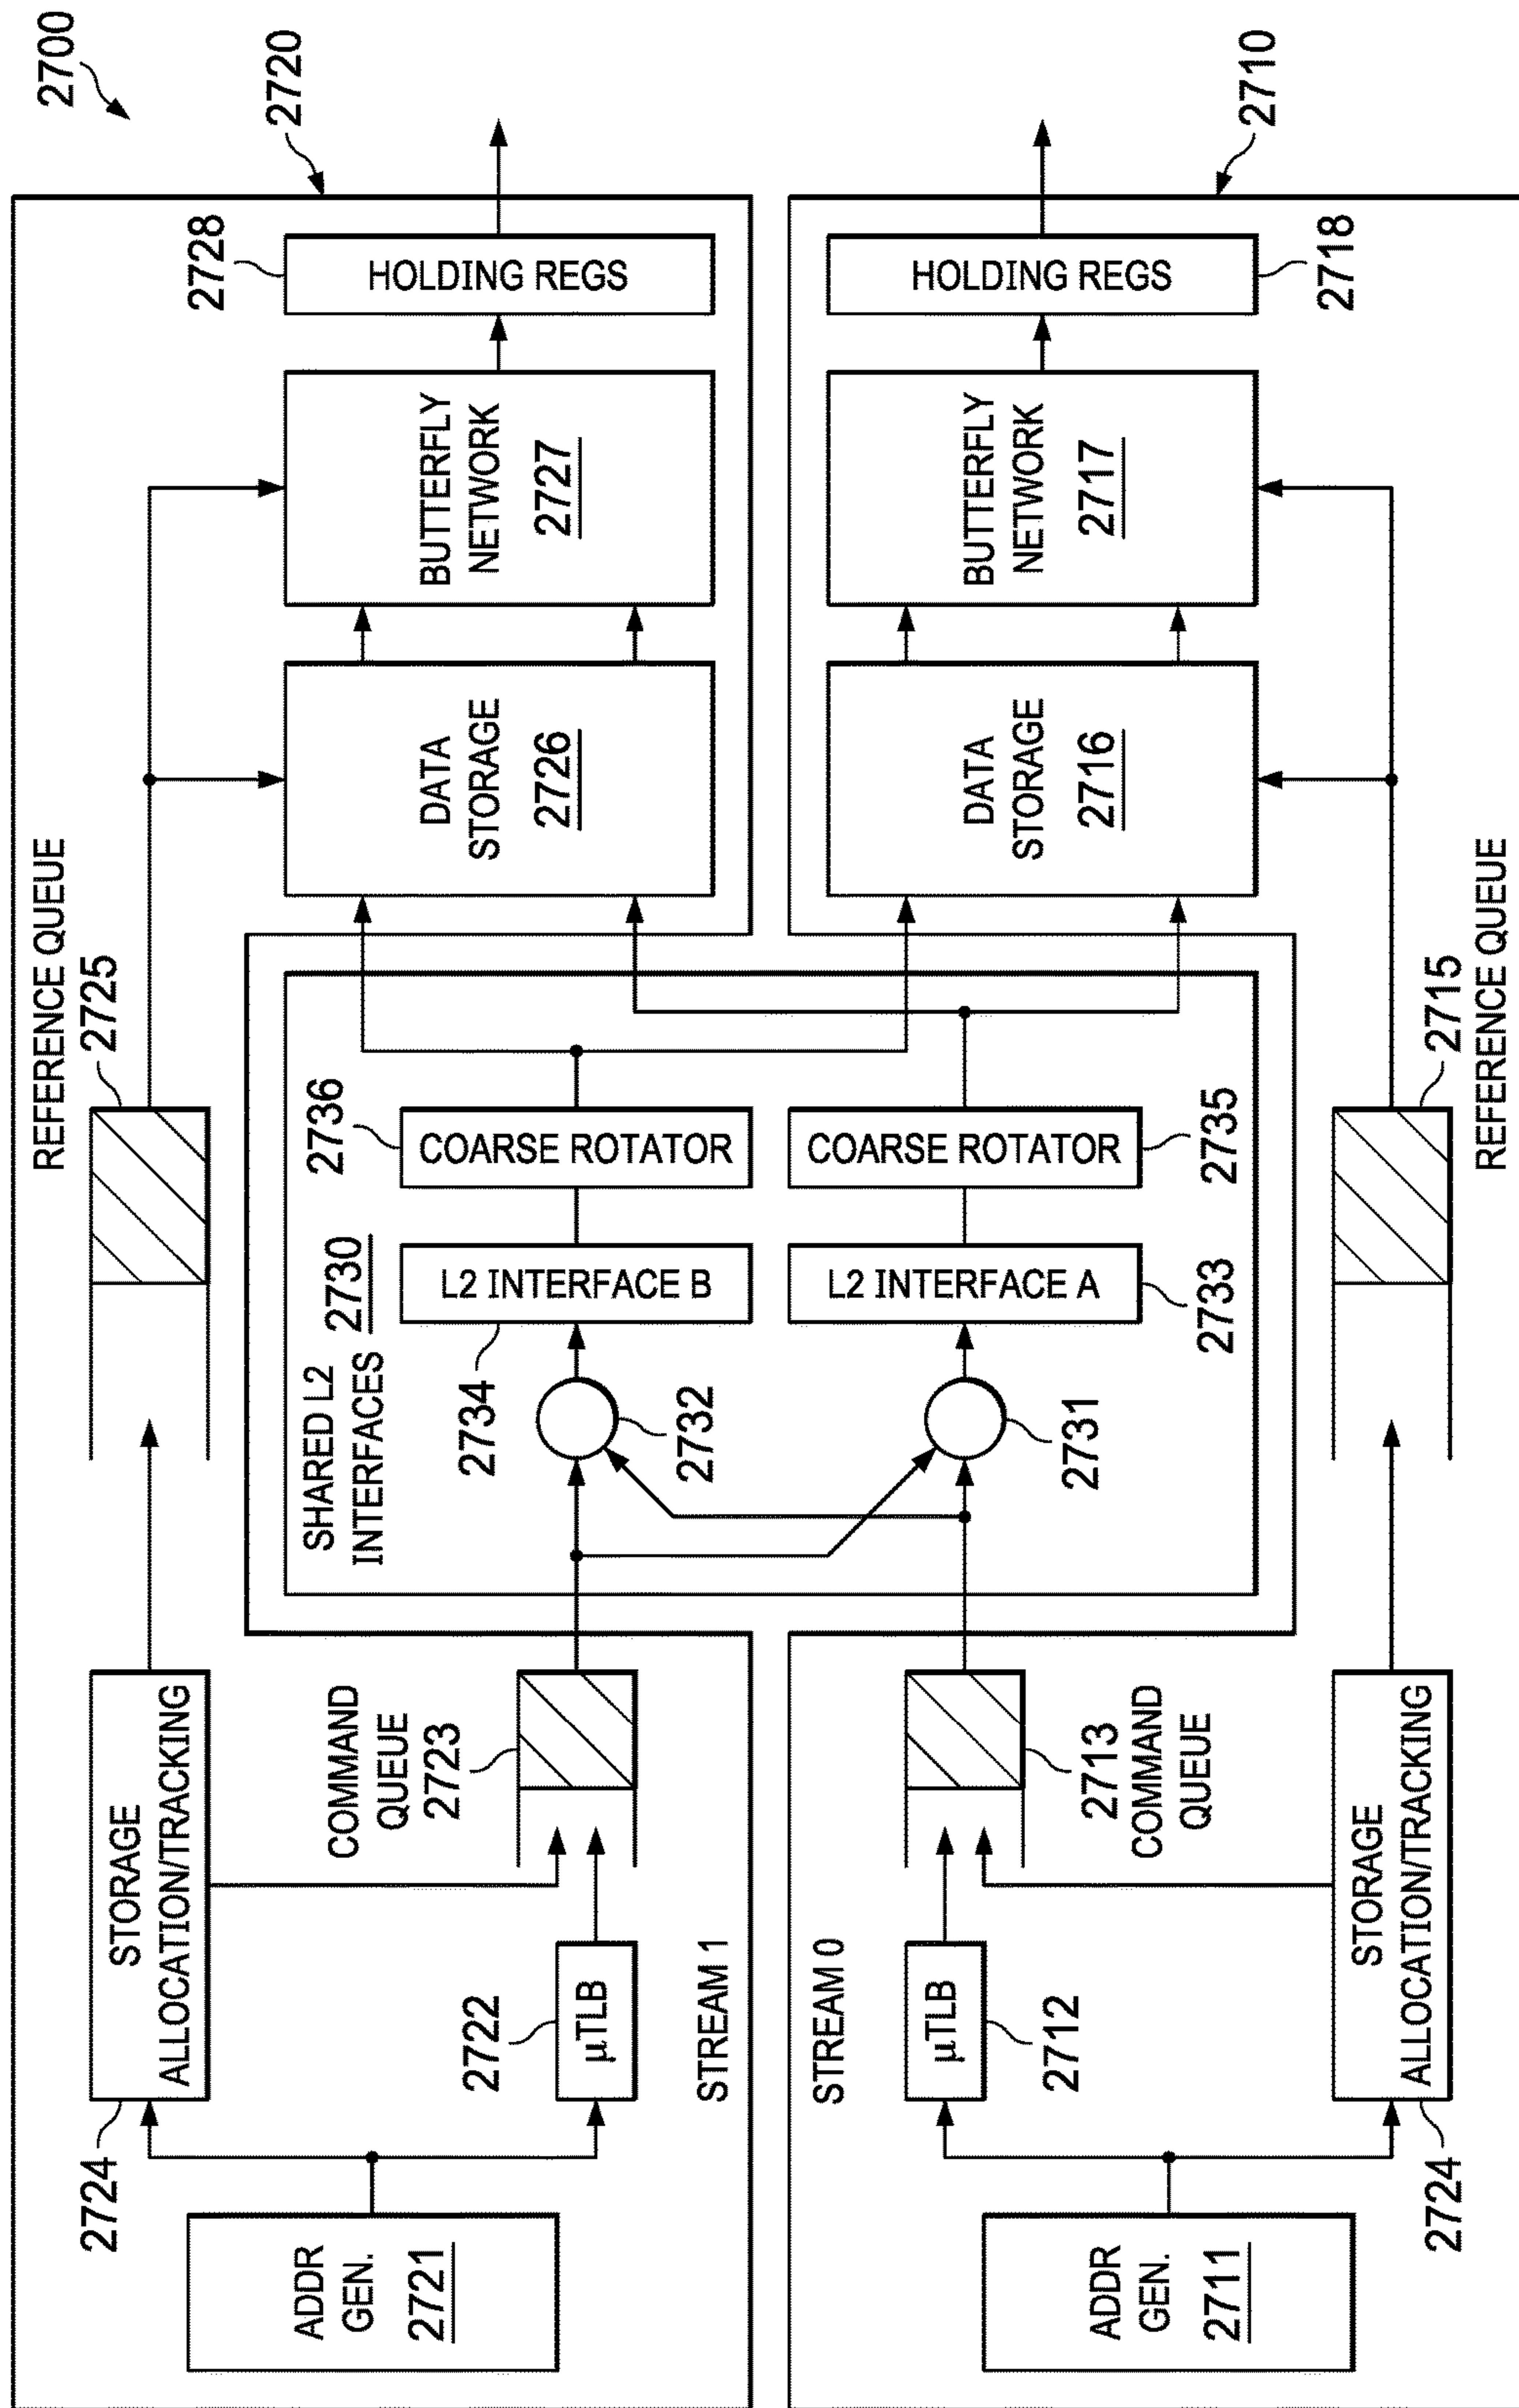 2700
2720
2710
REFERENCE QUEUE
2725
2728
HOLDING REGS
BUTTERFLY
NETWORK
2727
DATA
STORAGE
2726
HOLDING REGS
2718
BUTTERFLY
NETWORK
2717
DATA
STORAGE
2716
2715
REFERENCE QUEUE
SHARED L2
INTERFACES 2730
2736
COARSE ROTATOR
COARSE ROTATOR
2735
L2 INTERFACE B
2734
L2 INTERFACE A
2733
2732
2731
STORAGE
ALLOCATION/TRACKING
2724
COMMAND
QUEUE
2723
2722
µTLB
STREAM 1
ADDR
GEN.
2721
STREAM 0
µTLB
2712
2713
COMMAND
QUEUE
STORAGE
ALLOCATION/TRACKING
2724
ADDR
GEN.
2711